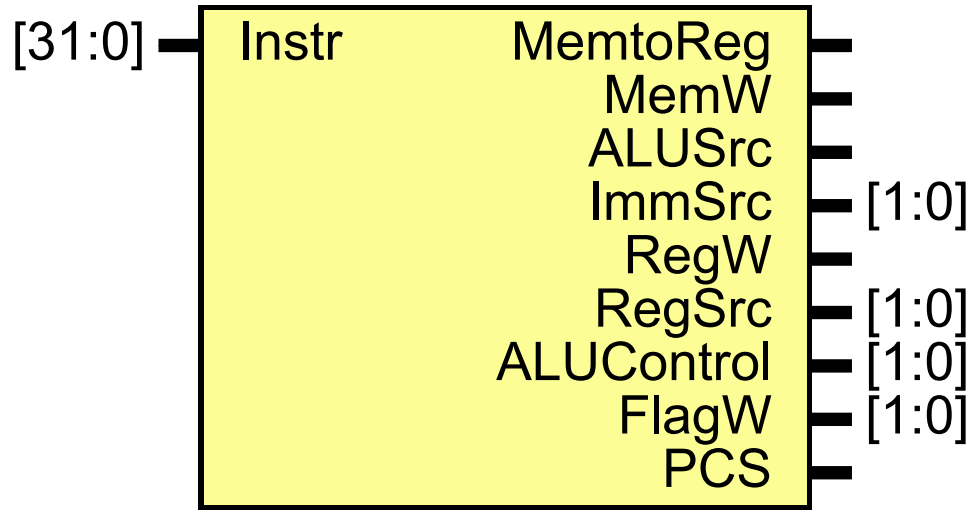 [31:0] Instr MemtoReg
MemW
ALUSrc
ImmSrc [1:0]
RegW
RegSrc [1:0]
ALUControl [1:0]
FlagW [1:0]
PCS